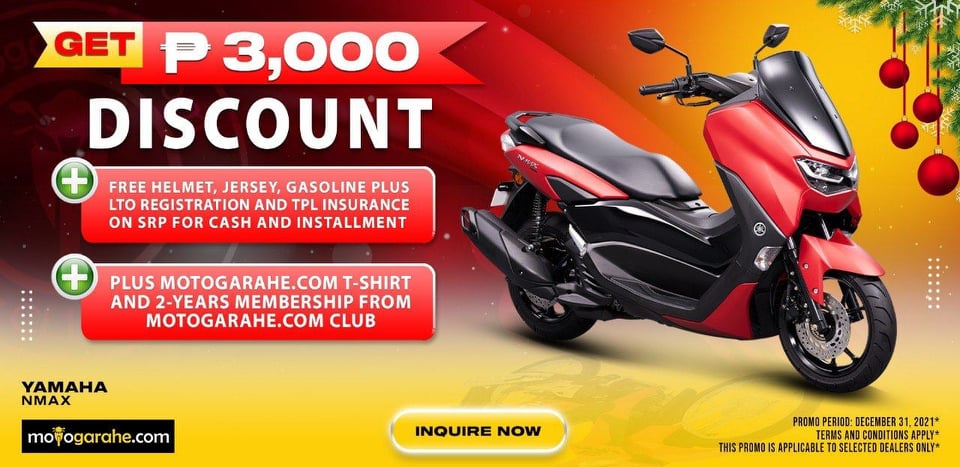 GET ₱ 3,000
DISCOUNT
FREE HELMET, JERSEY, GASOLINE PLUS
LTO REGISTRATION AND TPL INSURANCE
ON SRP FOR CASH AND INSTALLMENT
PLUS MOTOGARAHE.COM T-SHIRT
AND 2-YEARS MEMBERSHIP FROM
MOTOGARAHE.COM CLUB
NMAX
YAMAHA
NMAX
motogarahe.com
INQUIRE NOW
PROMO PERIOD: DECEMBER 31, 2021*
TERMS AND CONDITIONS APPLY*
THIS PROMO IS APPLICABLE TO SELECTED DEALERS ONLY*